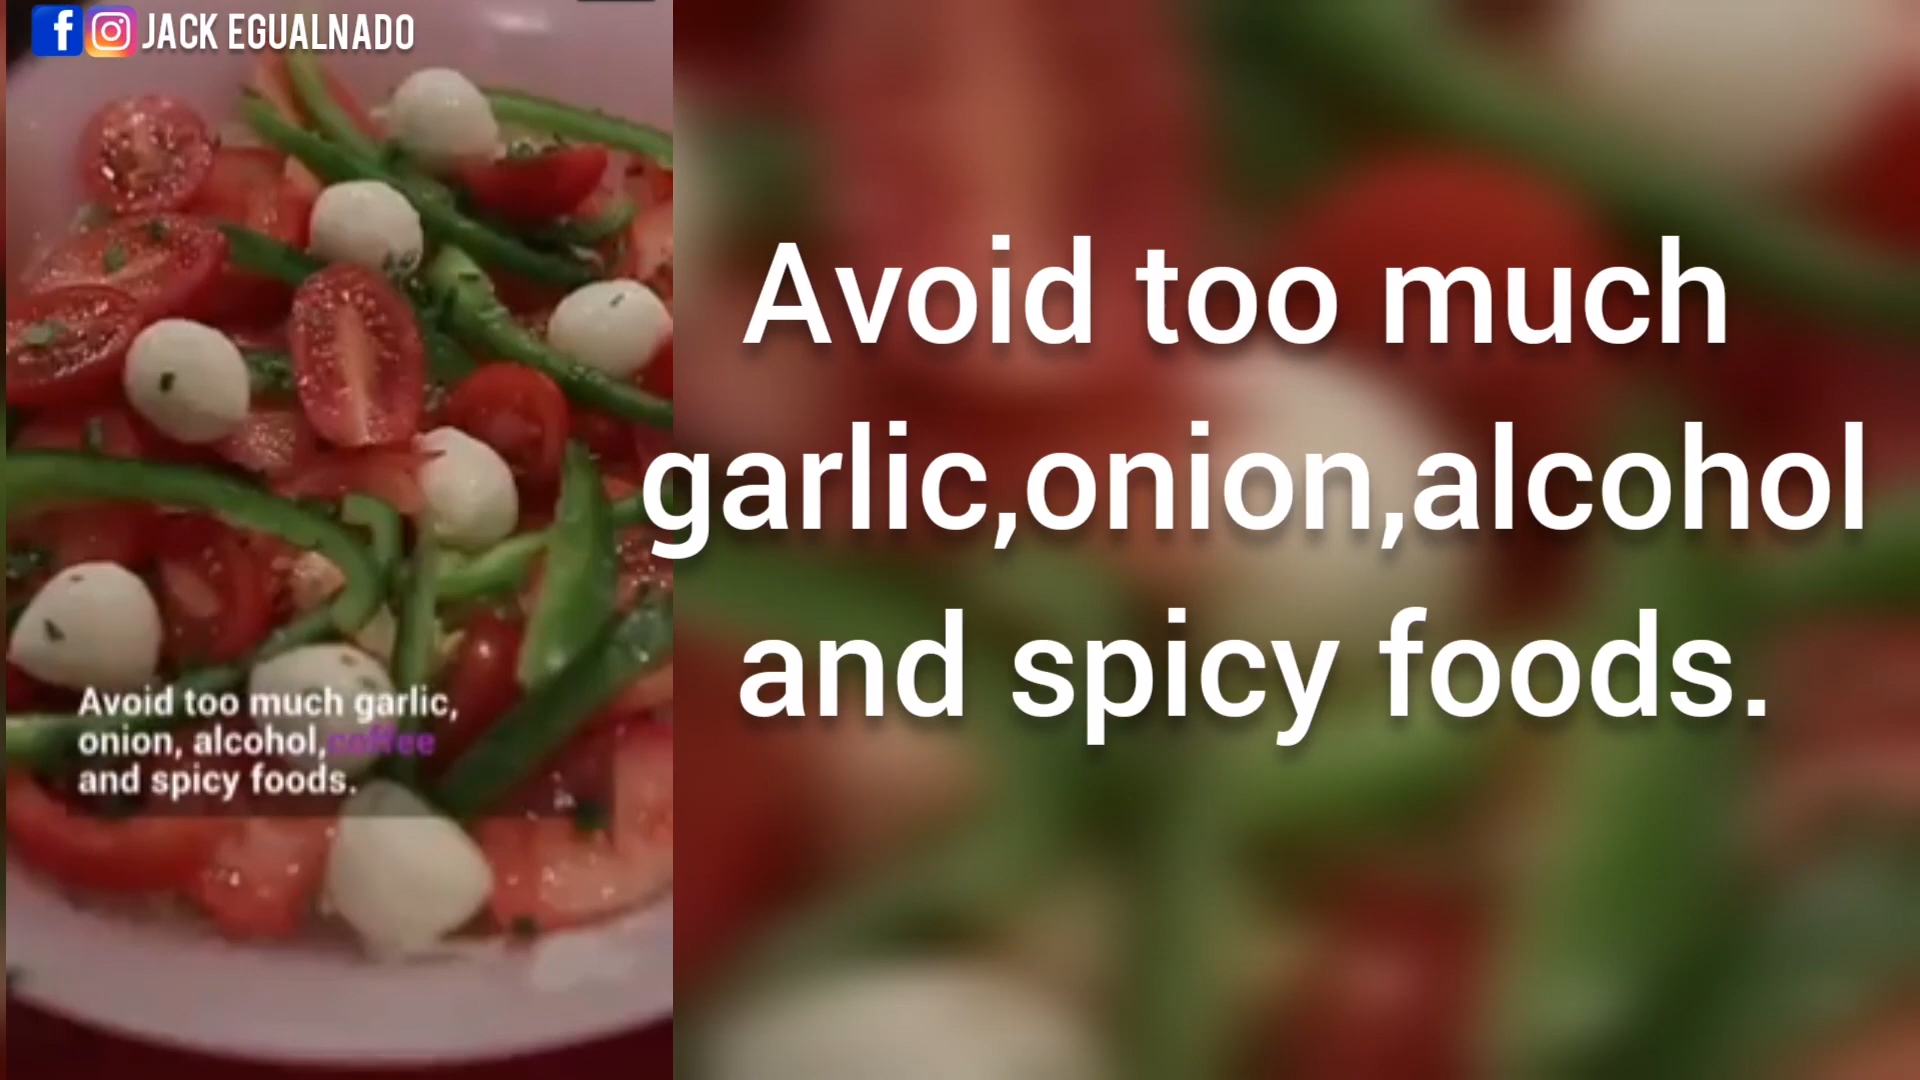 JACK EGUALNADO
Avoid too much
garlic,onion,alcohol
and spicy foods.
Avoid too much garlic,
onion, alcohol,coffee
and spicy foods.